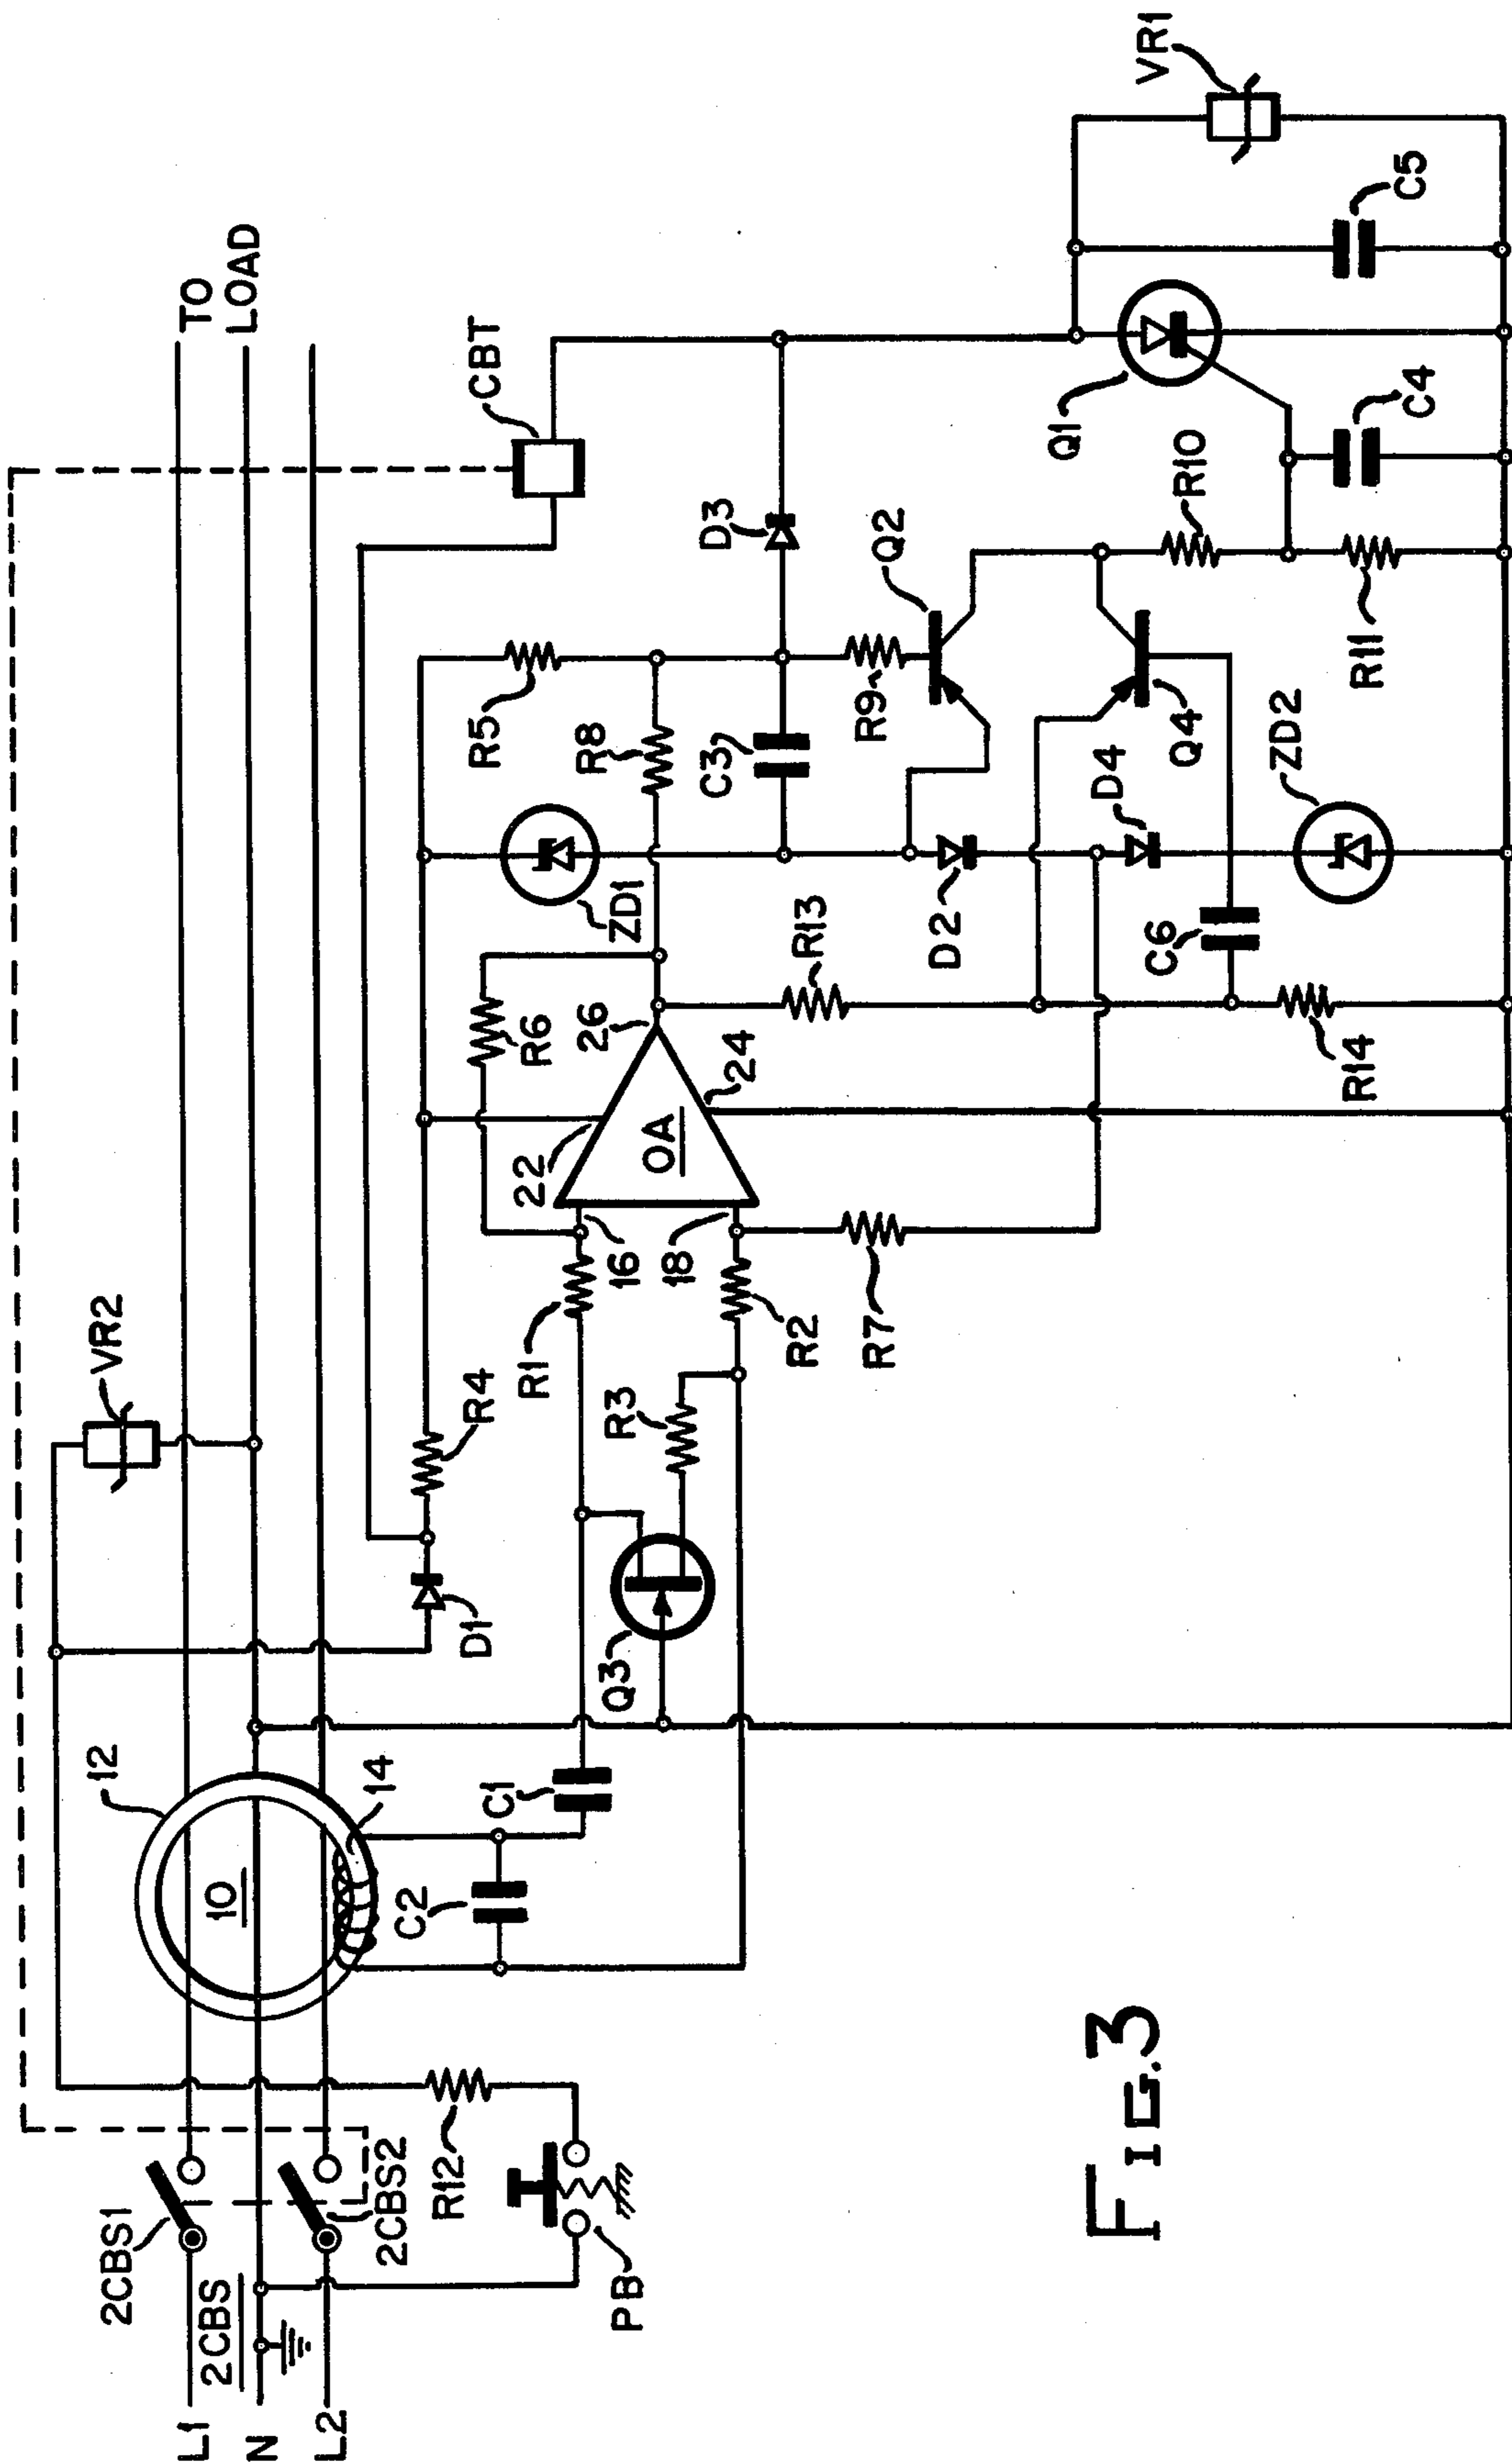 L1
N
L2
2CBS1
2CBS
2CBS2
R12
PB
10
12
14
C2
C1
VR2
D1
Q3
R4
R3
R1
R2
R7
16
18
22
OA
24
26
R6
R13
R14
ZD1
D2
C6
R5
R8
C3
D4
ZD2
R9
Q4
Q2
D3
R10
R11
CBT
TO
LOAD
Q1
C4
C5
VR1
FIG.3